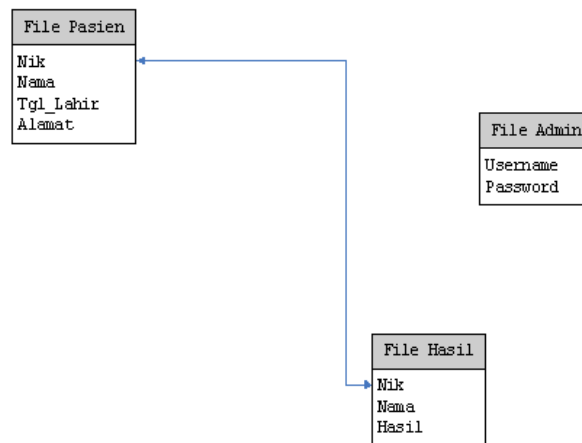 File Pasien
Nik
Nama
Tgl_Lahir
Alamat
File Admin
Username
Password
File Hasil
Nik
Nama
Hasil